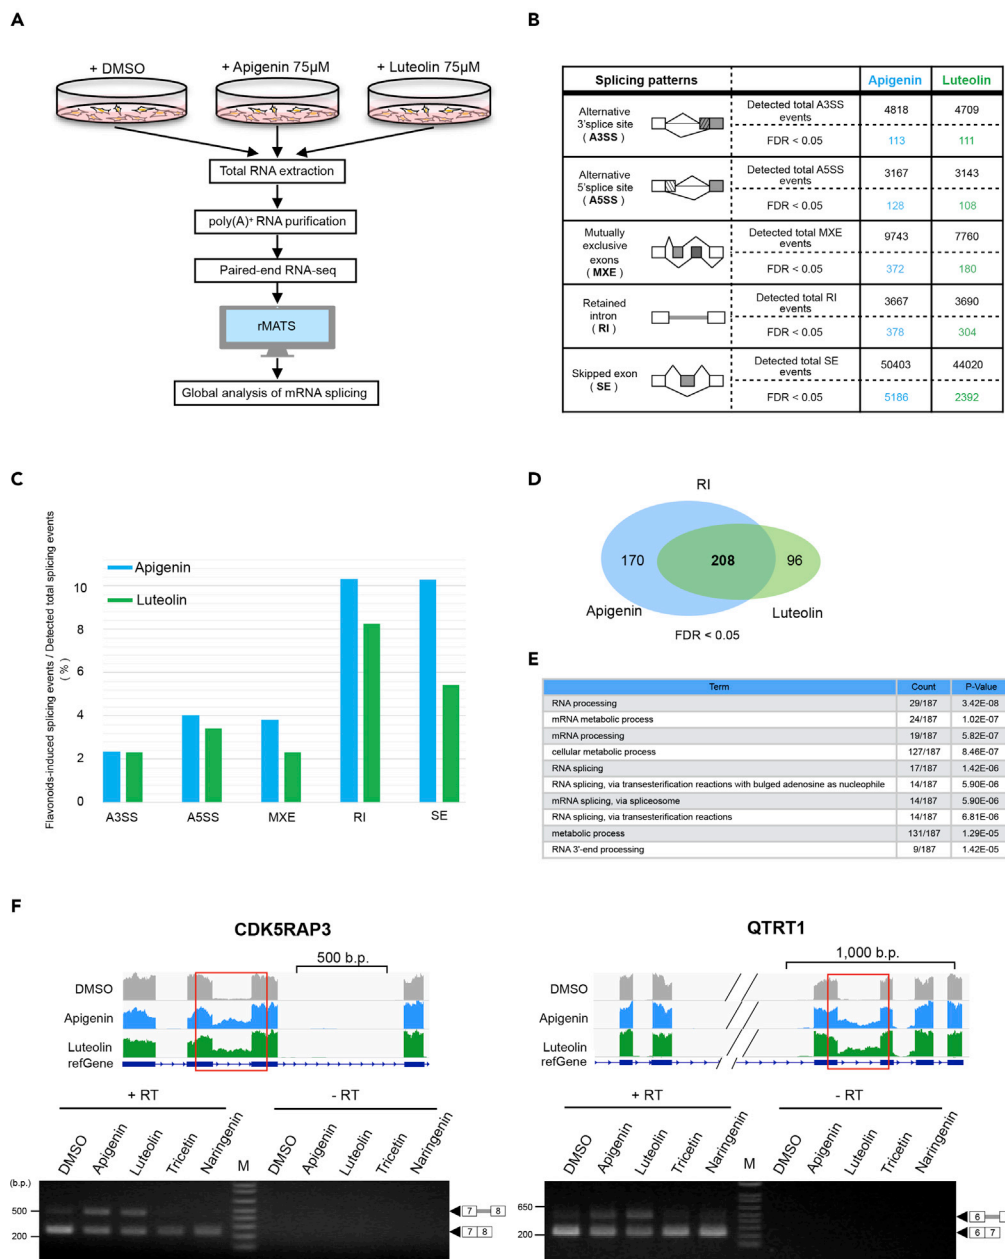 A
+ DMSO
+ Apigenin 75μM
+ Luteolin 75μM
Total RNA extraction
poly(A)+ RNA purification
Paired-end RNA-seq
rMATS
Global analysis of mRNA splicing
B
Splicing patterns Apigenin Luteolin
Alternative
3'splice site
( A3SS )
Detected total A3SS
events
4818 4709
FDR < 0.05 113 111
Alternative
5'splice site
( A5SS )
Detected total A5SS
events
3167 3143
FDR < 0.05 128 108
Mutually
exclusive
exons
( MXE )
Detected total MXE
events
9743 7760
FDR < 0.05 372 180
Retained
intron
( RI )
Detected total RI
events
3667 3690
FDR < 0.05 378 304
Skipped exon
( SE )
Detected total SE
events
50403 44020
FDR < 0.05 5186 2392
C
Flavonoids-induced splicing events / Detected total splicing events
( % )
Apigenin
Luteolin
10
8
6
4
2
0
A3SS A5SS MXE RI SE
D
RI
170 208 96
Apigenin Luteolin
FDR < 0.05
E
Term Count P-Value
RNA processing 29/187 3.42E-08
mRNA metabolic process 24/187 1.02E-07
mRNA processing 19/187 5.82E-07
cellular metabolic process 127/187 8.46E-07
RNA splicing 17/187 1.42E-06
RNA splicing, via transesterification reactions with bulged adenosine as nucleophile 14/187 5.90E-06
mRNA splicing, via spliceosome 14/187 5.90E-06
RNA splicing, via transesterification reactions 14/187 6.81E-06
metabolic process 131/187 1.29E-05
RNA 3'-end processing 9/187 1.42E-05
F
CDK5RAP3
500 b.p.
DMSO
Apigenin
Luteolin
refGene
+ RT - RT
DMSO Apigenin Luteolin Tricetin Naringenin M DMSO Apigenin Luteolin Tricetin Naringenin
(b.p.)
500
200
7 8
7 8
QTRT1
1,000 b.p.
DMSO
Apigenin
Luteolin
refGene
+ RT - RT
DMSO Apigenin Luteolin Tricetin Naringenin M DMSO Apigenin Luteolin Tricetin Naringenin
650
200
6
6 7